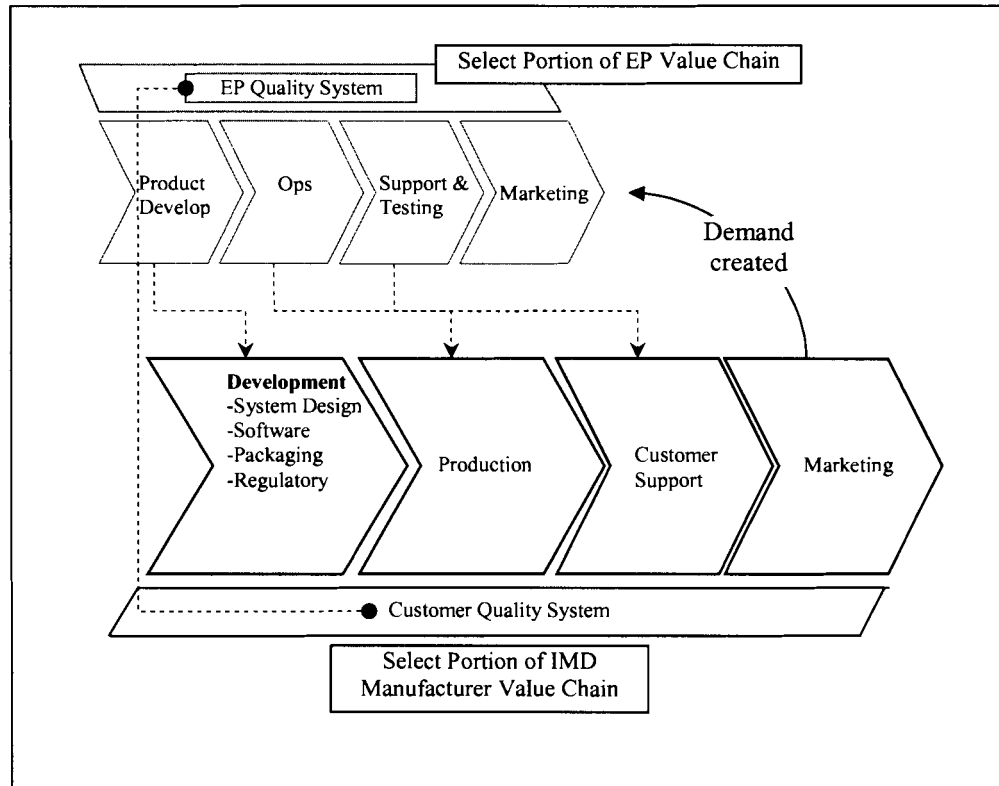 Select Portion of EP Value Chain
EP Quality System
Product
Develop
Ops
Support &
Testing
Marketing
Demand
created
Development
-System Design
-Software
-Packaging
-Regulatory
Production
Customer
Support
Marketing
Customer Quality System
Select Portion of IMD
Manufacturer Value Chain